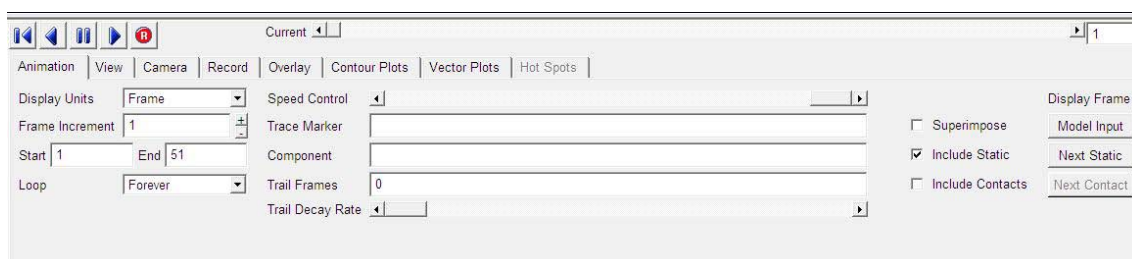 R Current 1
Animation View Camera Record Overlay Contour Plots Vector Plots Hot Spots
Display Units Frame Speed Control Display Frame
Frame Increment 1 + - Trace Marker Superimpose Model Input
Start 1 End 51 Component Include Static Next Static
Loop Forever Trail Frames 0 Include Contacts Next Contact
Trail Decay Rate